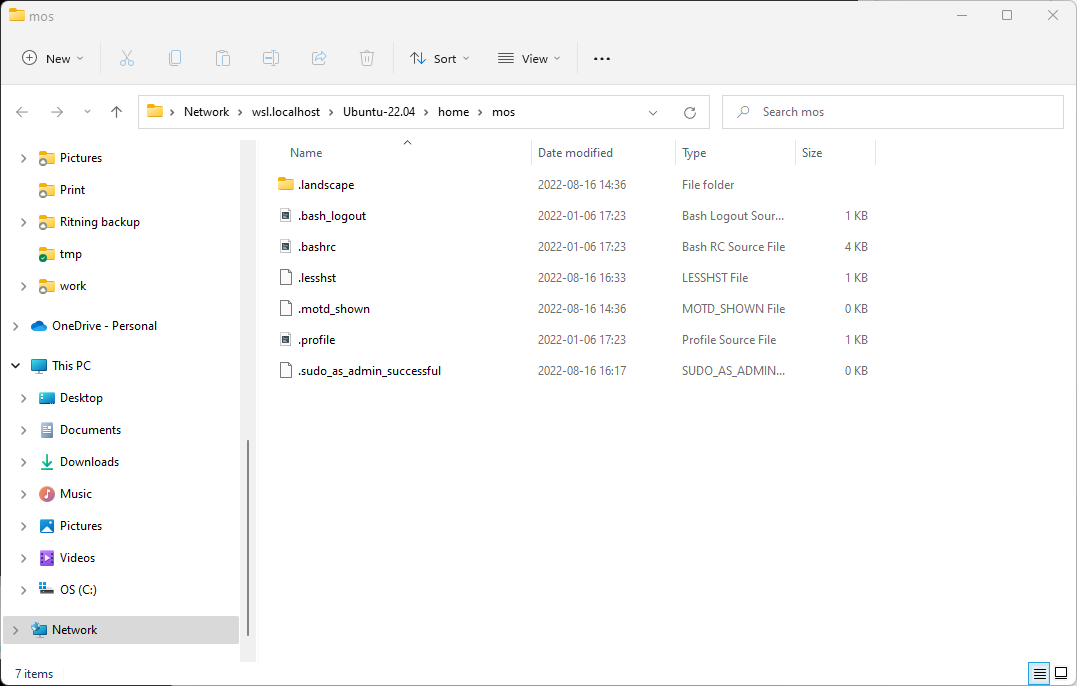 mos
New Sort View
Network wsl.localhost Ubuntu-22.04 home mos Search mos
Name Date modified Type Size
Pictures
Print
Ritning backup
tmp
work
OneDrive - Personal
This PC
Desktop
Documents
Downloads
Music
Pictures
Videos
OS (C:)
Network
.landscape 2022-08-16 14:36 File folder
.bash_logout 2022-01-06 17:23 Bash Logout Sour... 1 KB
.bashrc 2022-01-06 17:23 Bash RC Source File 4 KB
.lesshst 2022-08-16 16:33 LESSHST File 1 KB
.motd_shown 2022-08-16 14:36 MOTD_SHOWN File 0 KB
.profile 2022-01-06 17:23 Profile Source File 1 KB
.sudo_as_admin_successful 2022-08-16 16:17 SUDO_AS_ADMIN... 0 KB
7 items